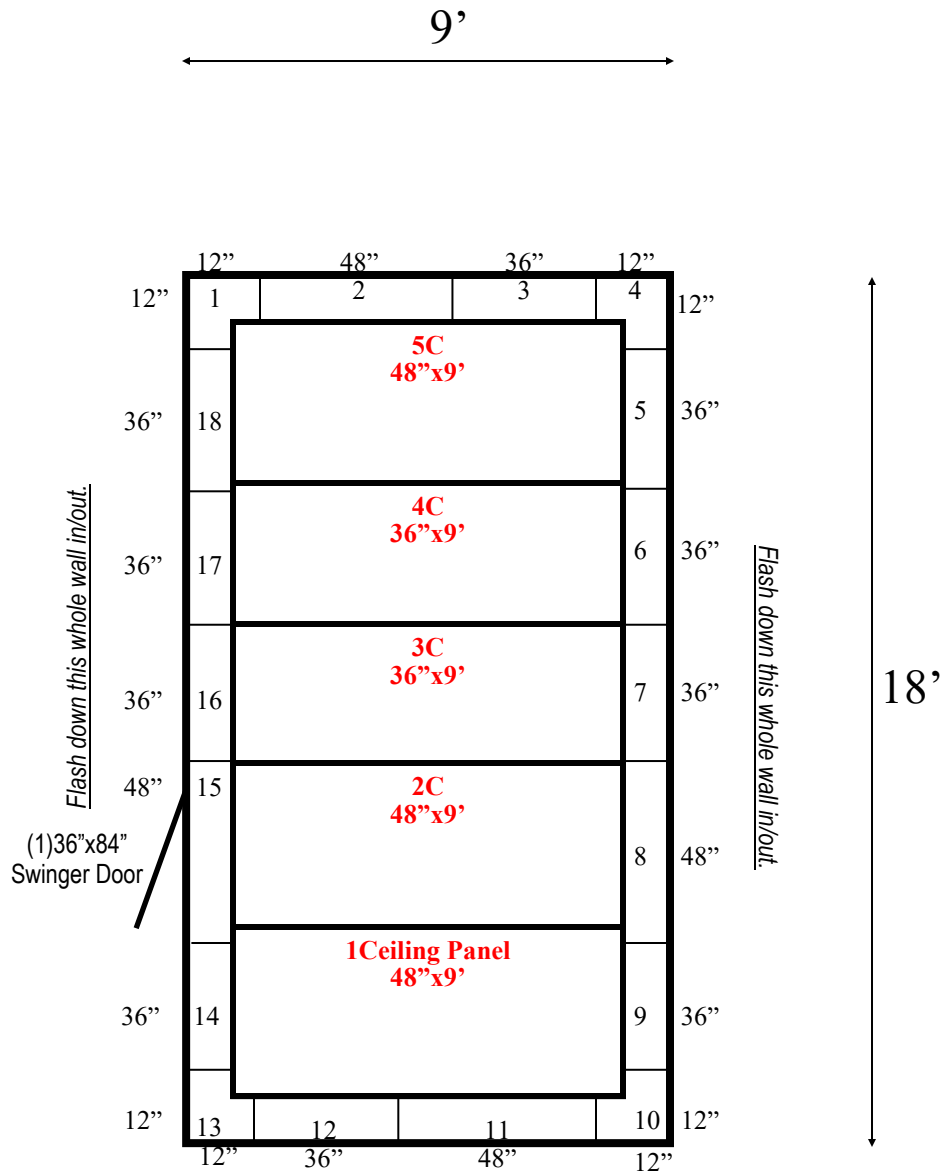 9’
12” 48” 36” 12”
12” 1 2 3 4 12”
5C
48”x9’
36” 18 5 36”
4C
36”x9’
36” 17 6 36”
Flash down this whole wall in/out.
Flash down this whole wall in/out.
3C
36”x9’
36” 16 7 36”
18’
2C
48”x9’
48” 15
(1)36”x84”
Swinger Door
8 48”
1Ceiling Panel
48”x9’
36” 14 9 36”
12” 13 12 11 10 12”
12” 36” 48” 12”